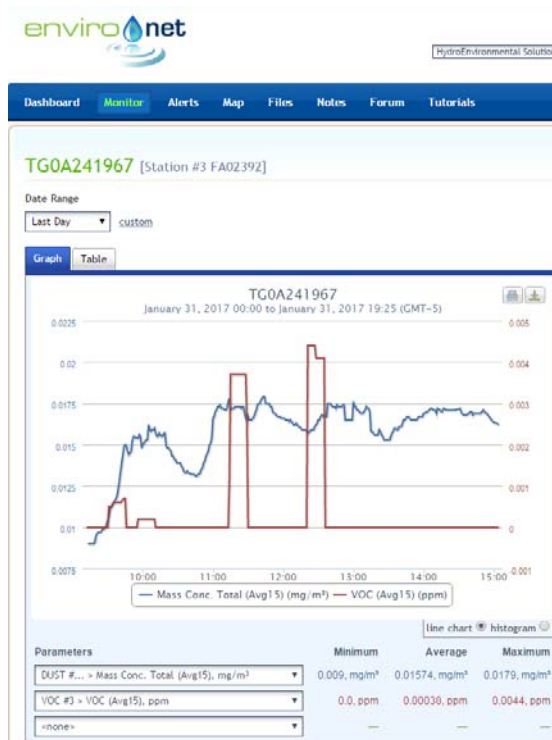 enviro net
HydroEnvironmental Solution
Dashboard Monitor Alerts Map Files Notes Forum Tutorials
TG0A241967 [Station #3 FA02392]
Date Range
Last Day custom
Graph Table
TG0A241967
January 31, 2017 00:00 to January 31, 2017 19:25 (GMT-5)
0.0225 0.005
0.02 0.004
0.0175 0.003
0.015 0.002
0.0125 0.001
0.01 0
0.0075 -0.001
10:00 11:00 12:00 13:00 14:00 15:00
Mass Conc. Total (Avg15) (mg/m³) VOC (Avg15) (ppm)
line chart histogram
Parameters Minimum Average Maximum
DUST #... > Mass Conc. Total (Avg15), mg/m³ 0.009, mg/m³ 0.01574, mg/m³ 0.0179, mg/m³
VOC #3 > VOC (Avg15), ppm 0.0, ppm 0.00038, ppm 0.0044, ppm
<none> — — —